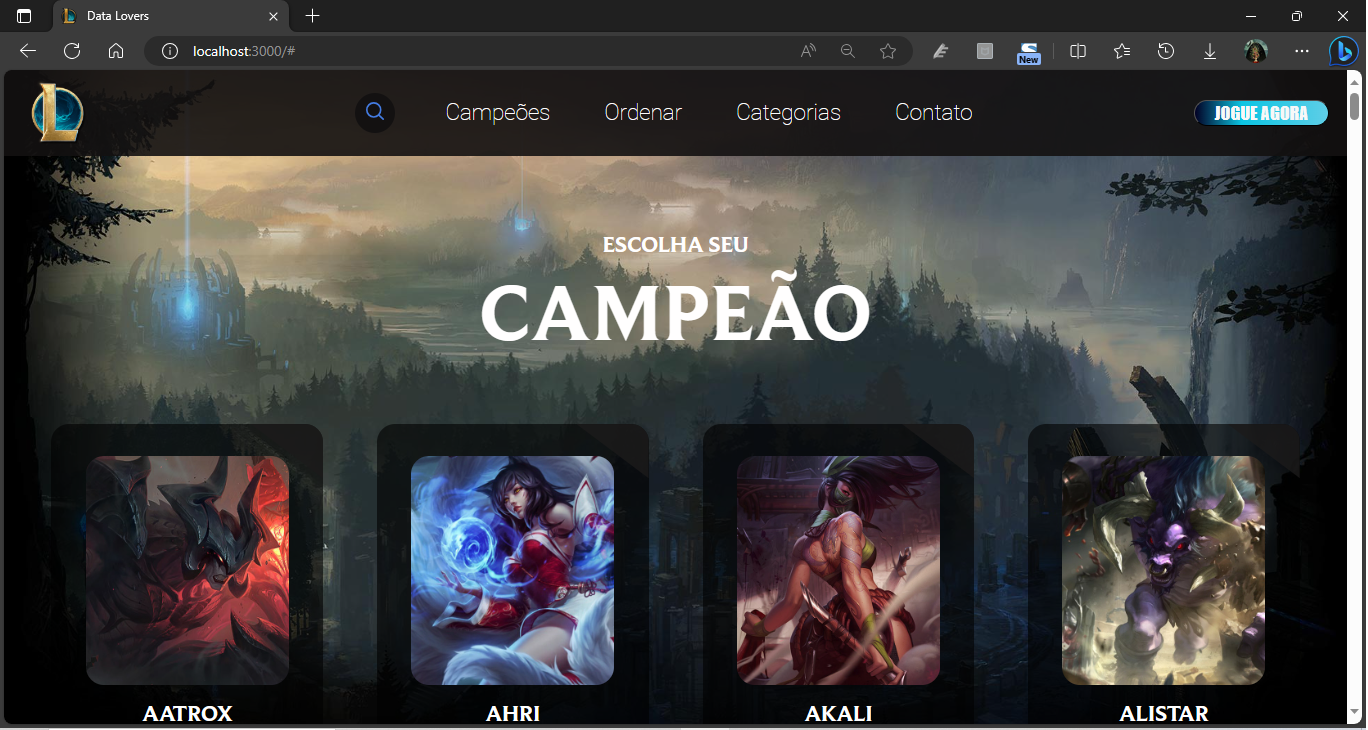 Data Lovers
localhost:3000/#
New
Campeões Ordenar Categorias Contato JOGUE AGORA
ESCOLHA SEU
CAMPEÃO
AATROX AHRI AKALI ALISTAR